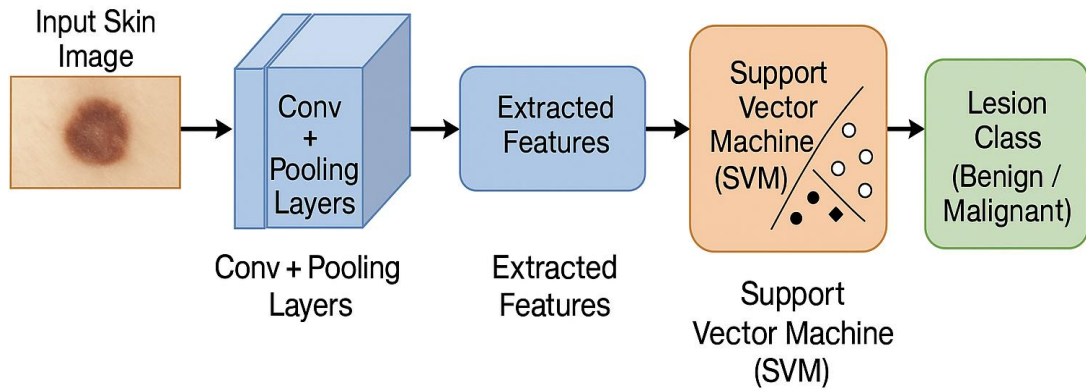 Input Skin
Image
Conv
+
Pooling
Layers
Conv + Pooling
Layers
Extracted
Features
Extracted
Features
Support
Vector
Machine
(SVM)
Support
Vector Machine
(SVM)
Lesion
Class
(Benign /
Malignant)